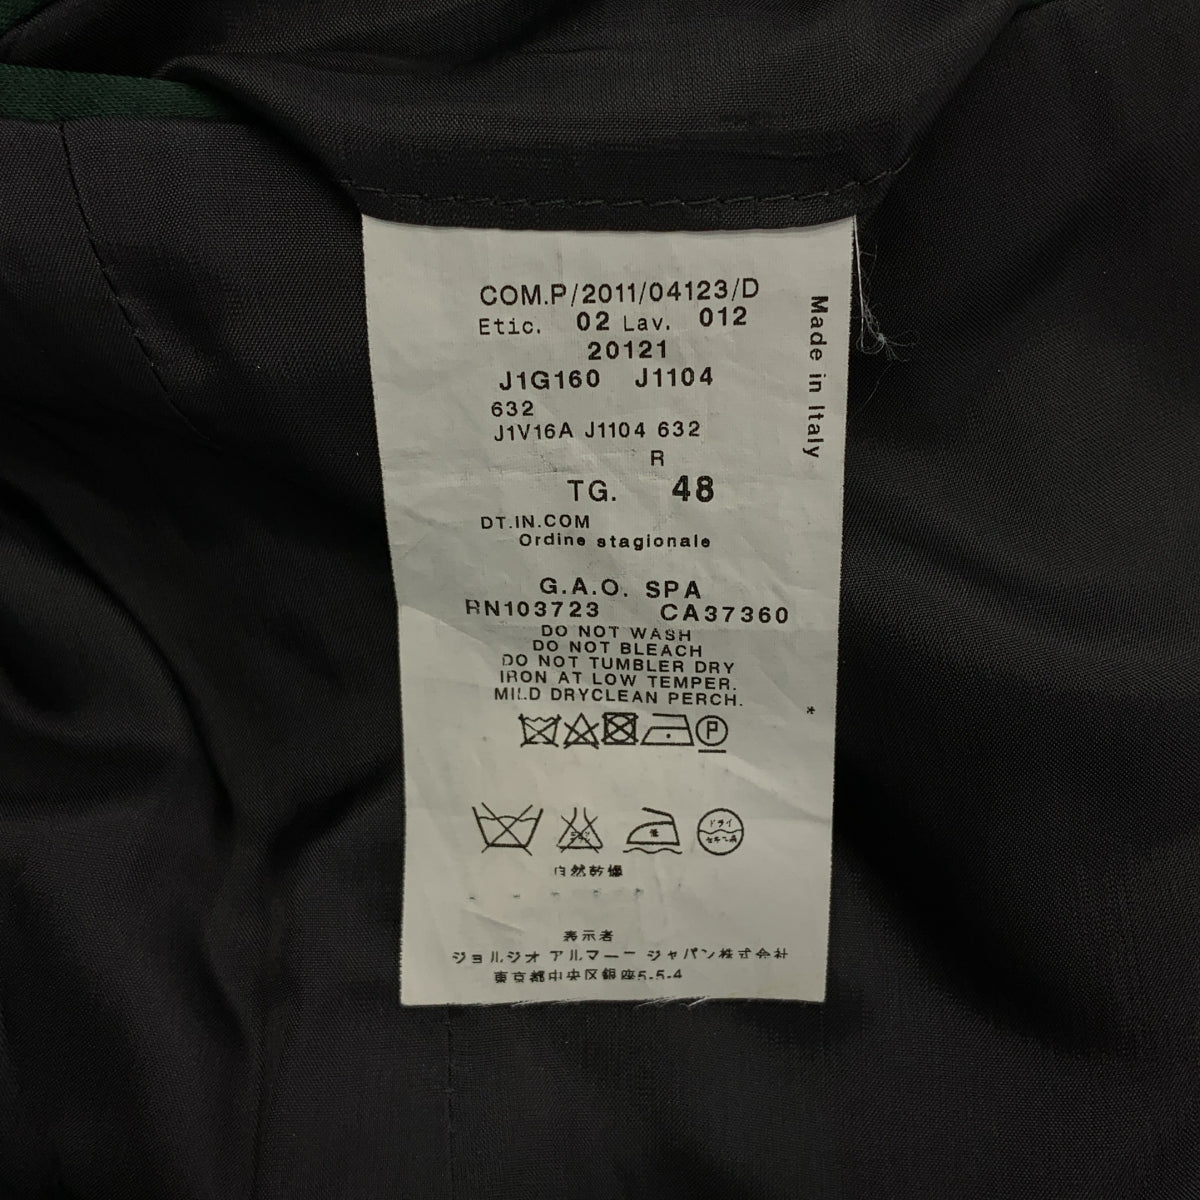 COM.P/2011/04123/D
Etic. 02 Lav. 012
20121
J1G160 J1104
632
J1V16A J1104 632
R
TG. 48
DT.IN.COM
Ordine stagionale
Made in Italy
G.A.O. SPA
RN103723 CA37360
DO NOT WASH
DO NOT BLEACH
DO NOT TUMBLER DRY
IRON AT LOW TEMPER.
MILD DRYCLEAN PERCH.
*
P
低
ドライ
自然乾燥
表示者
ジョルジオ アルマーニ ジャパン株式会社
東京都中央区銀座5-5-4